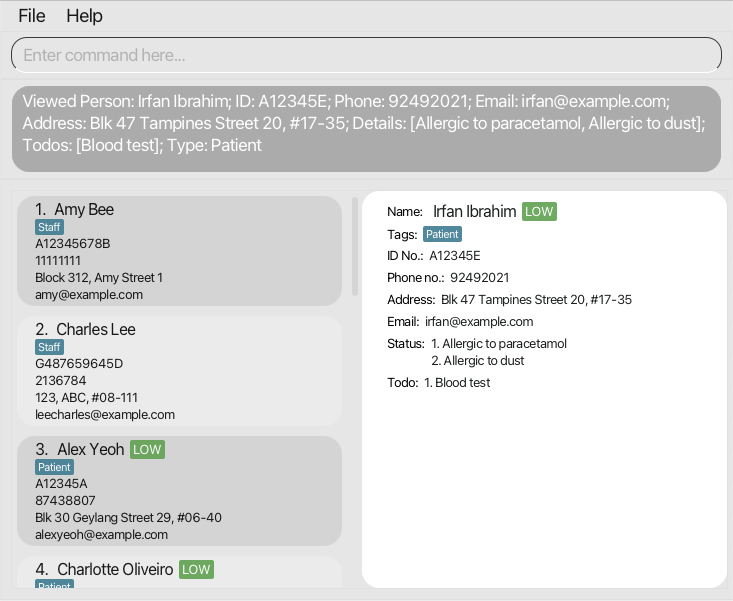 File Help
Enter command here...
Viewed Person: Irfan Ibrahim; ID: A12345E; Phone: 92492021; Email: irfan@example.com;
Address: Blk 47 Tampines Street 20, #17-35; Details: [Allergic to paracetamol, Allergic to dust];
Todos: [Blood test]; Type: Patient
1. Amy Bee
Staff
A12345678B
11111111
Block 312, Amy Street 1
amy@example.com
2. Charles Lee
Staff
G487659645D
2136784
123, ABC, #08-111
leecharles@example.com
3. Alex Yeoh LOW
Patient
A12345A
87438807
Blk 30 Geylang Street 29, #06-40
alexyeoh@example.com
4. Charlotte Oliveiro LOW
Patient
Name: Irfan Ibrahim LOW
Tags: Patient
ID No.: A12345E
Phone no.: 92492021
Address: Blk 47 Tampines Street 20, #17-35
Email: irfan@example.com
Status: 1. Allergic to paracetamol
2. Allergic to dust
Todo: 1. Blood test